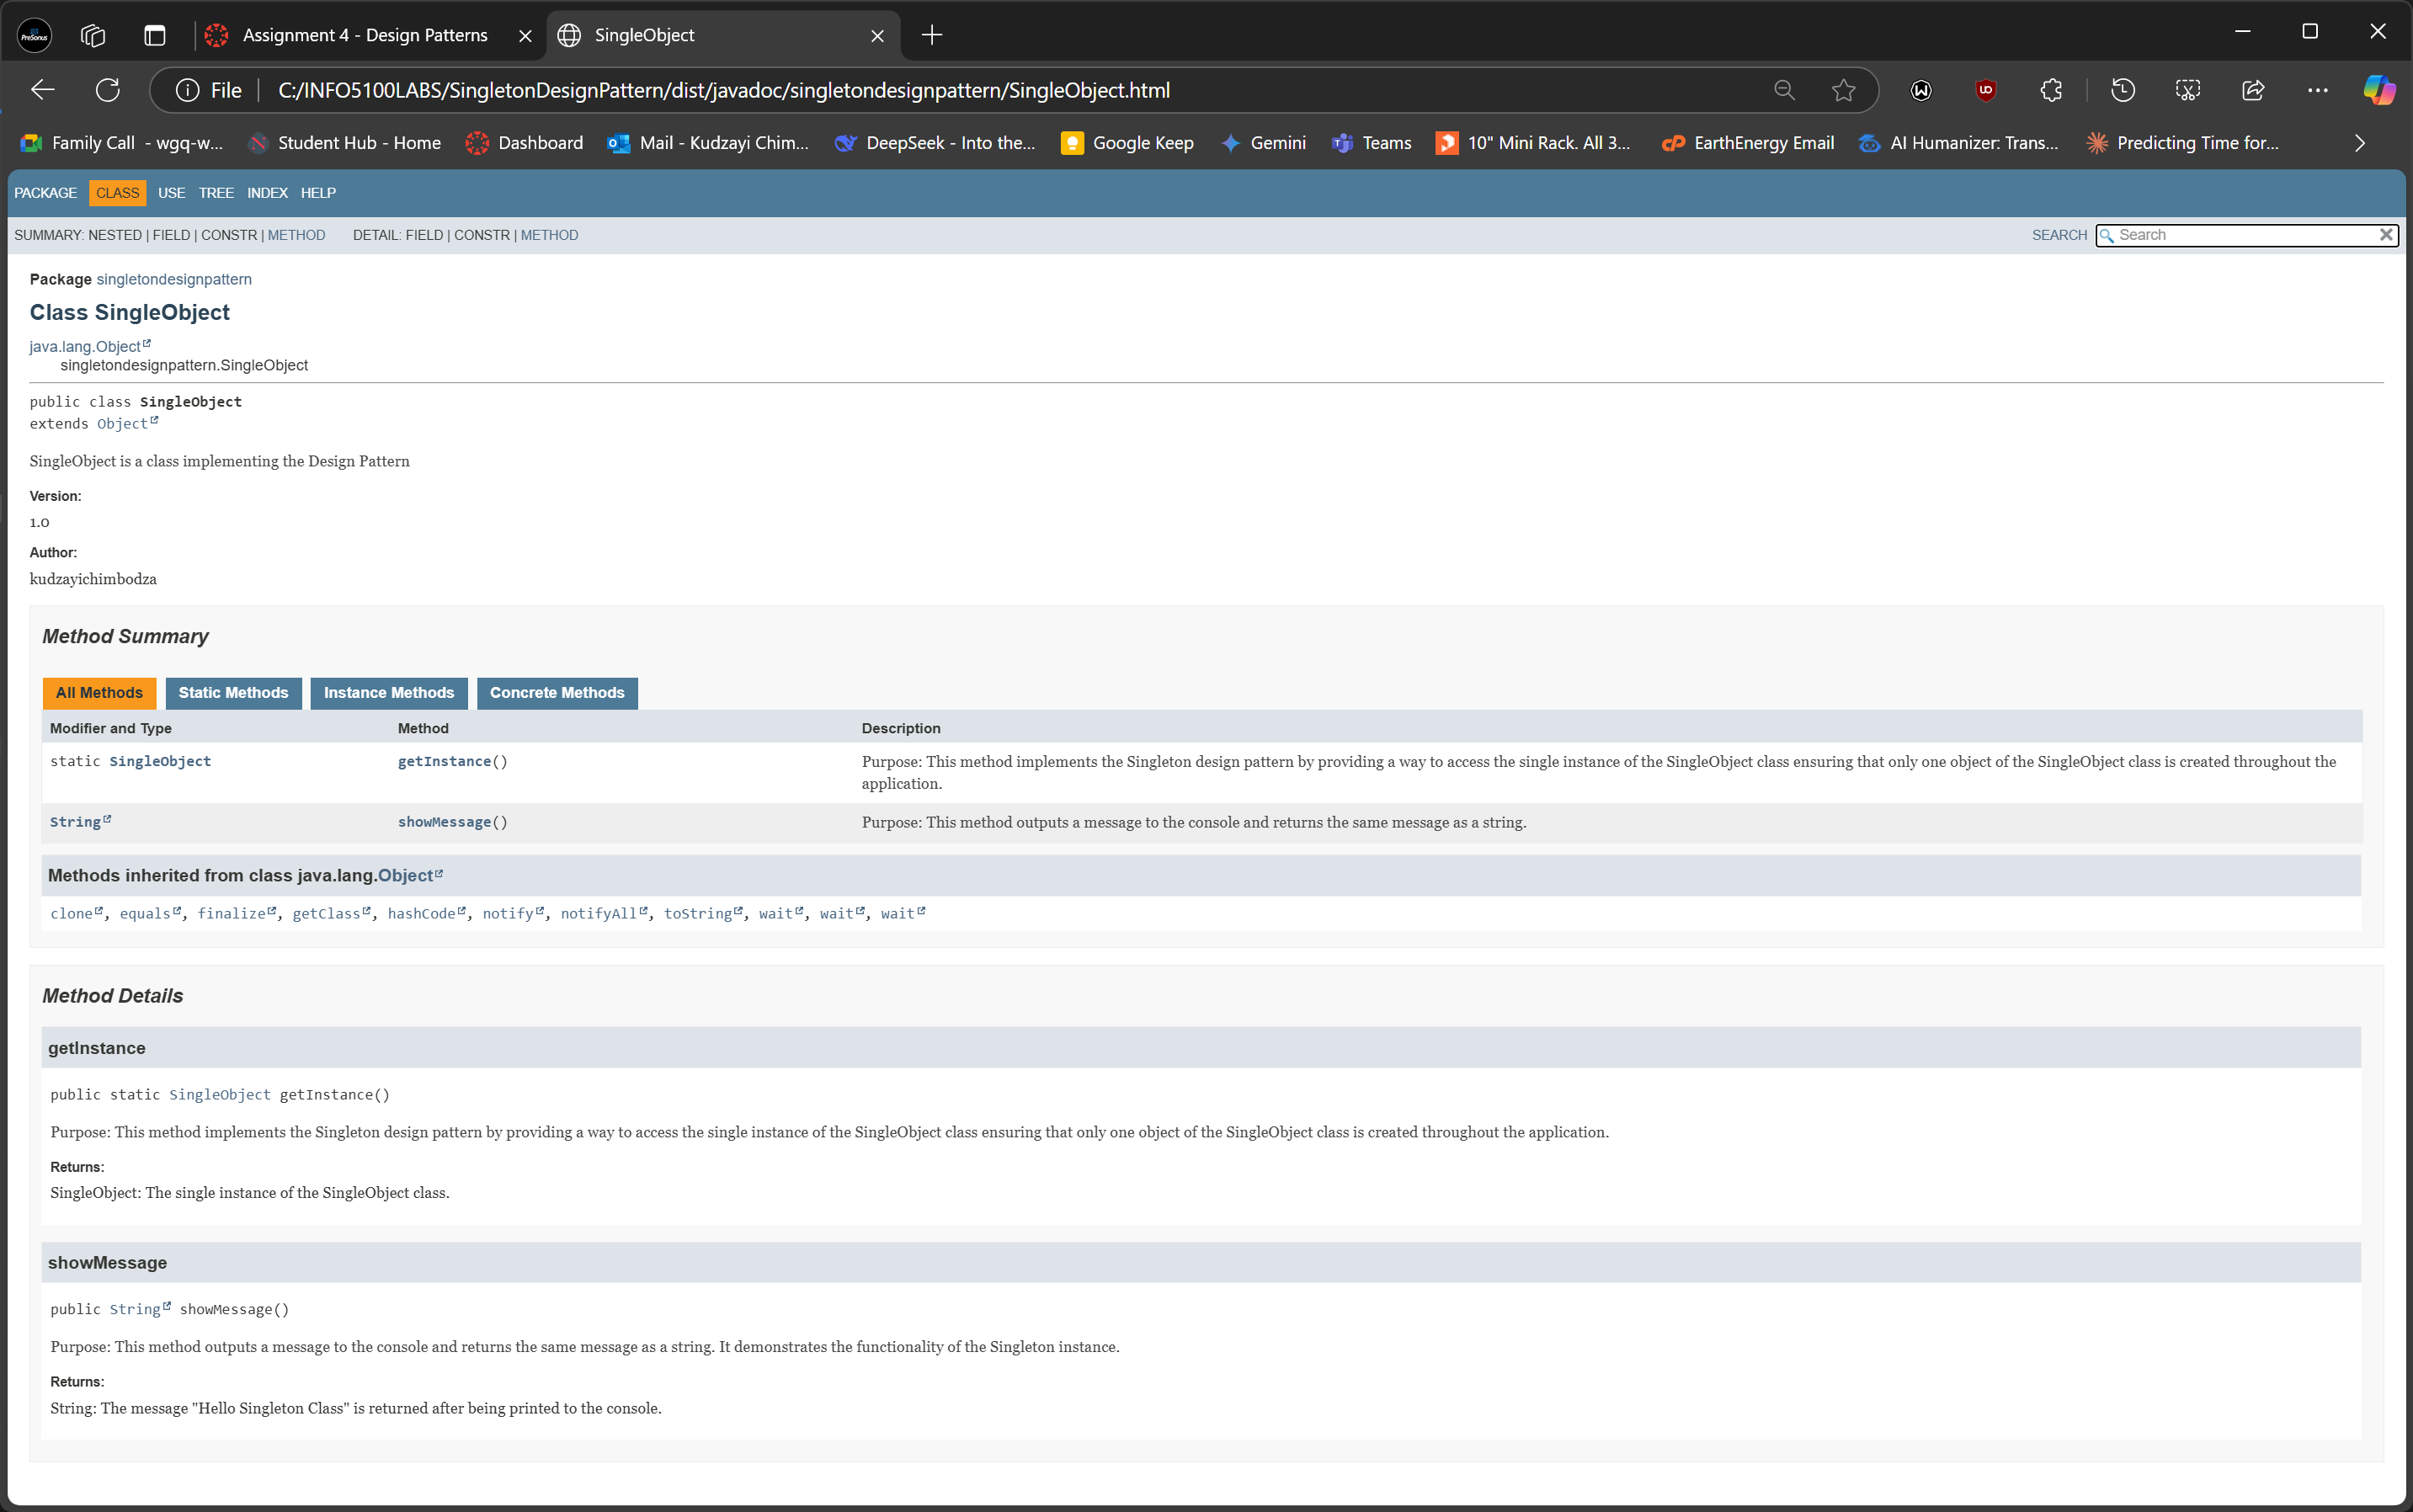 PreSonus
Assignment 4 - Design Patterns
SingleObject
File
C:/INFO5100LABS/SingletonDesignPattern/dist/javadoc/singletondesignpattern/SingleObject.html
Family Call - wgq-w...
Student Hub - Home
Dashboard
Mail - Kudzayi Chim...
DeepSeek - Into the...
Google Keep
Gemini
Teams
10" Mini Rack. All 3...
EarthEnergy Email
AI Humanizer: Trans...
Predicting Time for...
PACKAGE CLASS USE TREE INDEX HELP
SUMMARY: NESTED | FIELD | CONSTR | METHOD DETAIL: FIELD | CONSTR | METHOD
SEARCH Search
Package singletondesignpattern
Class SingleObject
java.lang.Object
singletondesignpattern.SingleObject
public class SingleObject
extends Object
SingleObject is a class implementing the Design Pattern
Version:
1.0
Author:
kudzayichimbodza
Method Summary
All Methods Static Methods Instance Methods Concrete Methods
Modifier and Type Method Description
static SingleObject getInstance() Purpose: This method implements the Singleton design pattern by providing a way to access the single instance of the SingleObject class ensuring that only one object of the SingleObject class is created throughout the
application.
String showMessage() Purpose: This method outputs a message to the console and returns the same message as a string.
Methods inherited from class java.lang.Object
clone, equals, finalize, getClass, hashCode, notify, notifyAll, toString, wait, wait, wait
Method Details
getInstance
public static SingleObject getInstance()
Purpose: This method implements the Singleton design pattern by providing a way to access the single instance of the SingleObject class ensuring that only one object of the SingleObject class is created throughout the application.
Returns:
SingleObject: The single instance of the SingleObject class.
showMessage
public String showMessage()
Purpose: This method outputs a message to the console and returns the same message as a string. It demonstrates the functionality of the Singleton instance.
Returns:
String: The message "Hello Singleton Class" is returned after being printed to the console.